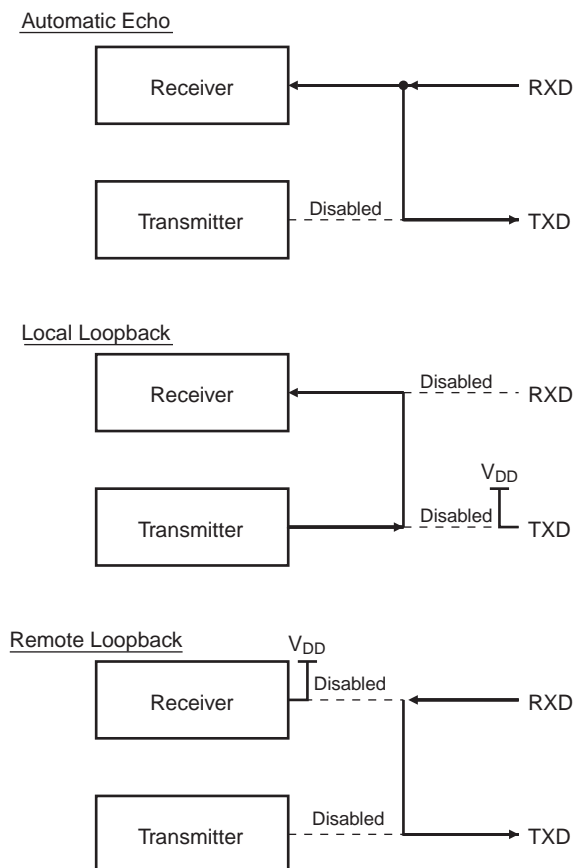 Automatic Echo
Receiver
RXD
Transmitter
Disabled
TXD
Local Loopback
Receiver
Disabled
RXD
VDD
Transmitter
Disabled
TXD
Remote Loopback
VDD
Receiver
Disabled
RXD
Transmitter
Disabled
TXD